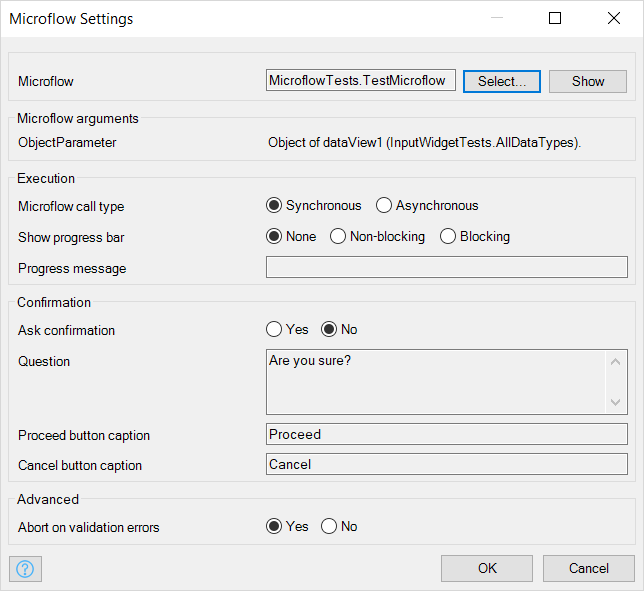 Microflow Settings
Microflow MicroflowTests.TestMicroflow Select... Show
Microflow arguments
ObjectParameter Object of dataView1 (InputWidgetTests.AllDataTypes).
Execution
Microflow call type Synchronous Asynchronous
Show progress bar None Non-blocking Blocking
Progress message
Confirmation
Ask confirmation Yes No
Question Are you sure?
Proceed button caption Proceed
Cancel button caption Cancel
Advanced
Abort on validation errors Yes No
? OK Cancel